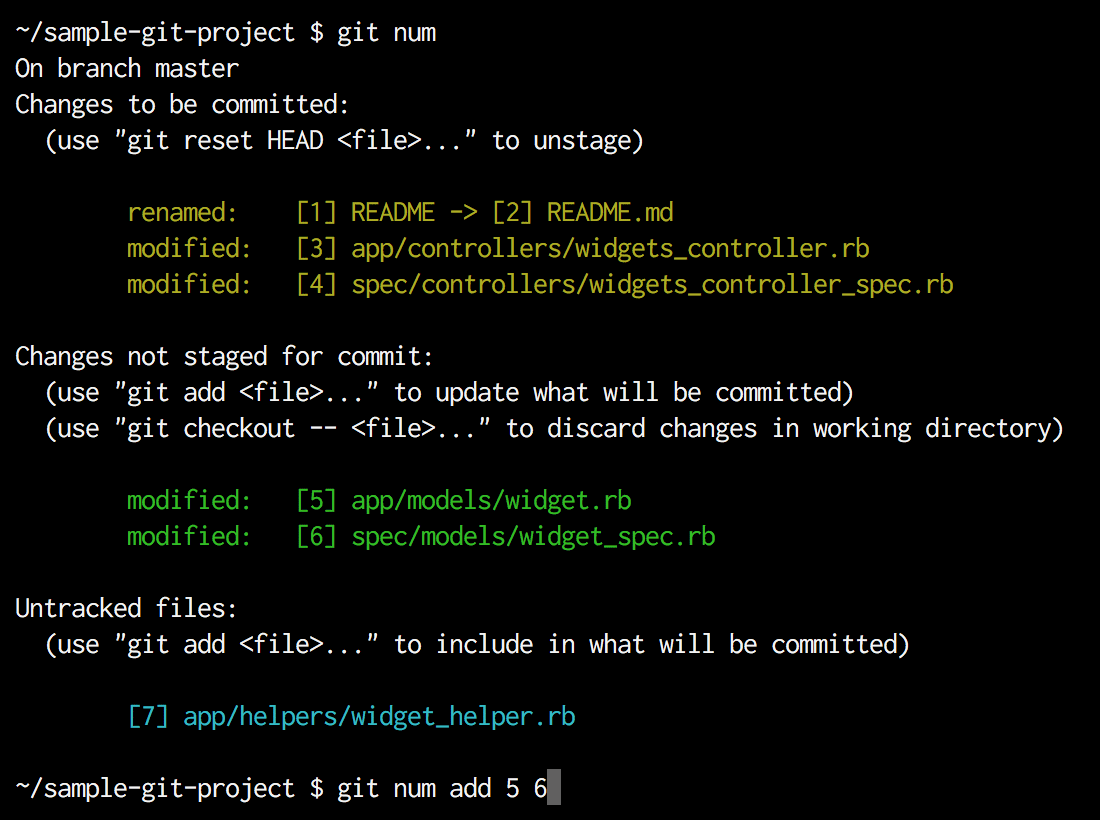 ~/sample-git-project $ git num
On branch master
Changes to be committed:
  (use "git reset HEAD <file>..." to unstage)

        renamed:    [1] README -> [2] README.md
        modified:   [3] app/controllers/widgets_controller.rb
        modified:   [4] spec/controllers/widgets_controller_spec.rb

Changes not staged for commit:
  (use "git add <file>..." to update what will be committed)
  (use "git checkout -- <file>..." to discard changes in working directory)

        modified:   [5] app/models/widget.rb
        modified:   [6] spec/models/widget_spec.rb

Untracked files:
  (use "git add <file>..." to include in what will be committed)

        [7] app/helpers/widget_helper.rb

~/sample-git-project $ git num add 5 6